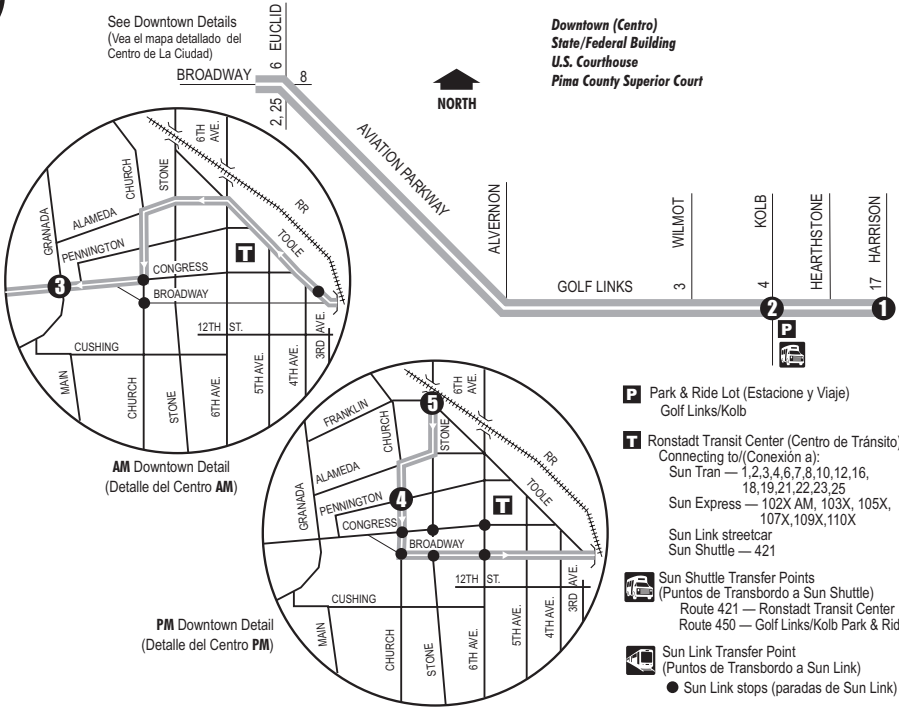 See Downtown Details
(Vea el mapa detallado del
Centro de La Ciudad)
BROADWAY
6 EUCLID
8
2, 25
NORTH
Downtown (Centro)
State/Federal Building
U.S. Courthouse
Pima County Superior Court
AVIATION PARKWAY
ALVERNON
GOLF LINKS
3 WILMOT
4 KOLB
HEARTHSTONE
17 HARRISON
2
1
P
6TH AVE.
CHURCH
STONE
GRANADA
ALAMEDA
PENNINGTON
RR
TOOLE
T
CONGRESS
3
BROADWAY
12TH ST.
CUSHING
MAIN
CHURCH
STONE
6TH AVE.
5TH AVE.
4TH AVE.
3RD AVE.
AM Downtown Detail
(Detalle del Centro AM)
5
6TH AVE.
FRANKLIN
CHURCH
STONE
RR
GRANADA
ALAMEDA
TOOLE
PENNINGTON
4
T
CONGRESS
BROADWAY
12TH ST.
CUSHING
MAIN
CHURCH
STONE
6TH AVE.
5TH AVE.
4TH AVE.
3RD AVE.
PM Downtown Detail
(Detalle del Centro PM)
P Park & Ride Lot (Estacione y Viaje)
Golf Links/Kolb
T Ronstadt Transit Center (Centro de Tránsito)
Connecting to/(Conexión a):
Sun Tran — 1,2,3,4,6,7,8,10,12,16,
18,19,21,22,23,25
Sun Express — 102X AM, 103X, 105X,
107X,109X,110X
Sun Link streetcar
Sun Shuttle — 421
Sun Shuttle Transfer Points
(Puntos de Transbordo a Sun Shuttle)
Route 421 — Ronstadt Transit Center
Route 450 — Golf Links/Kolb Park & Rid
Sun Link Transfer Point
(Puntos de Transbordo a Sun Link)
● Sun Link stops (paradas de Sun Link)